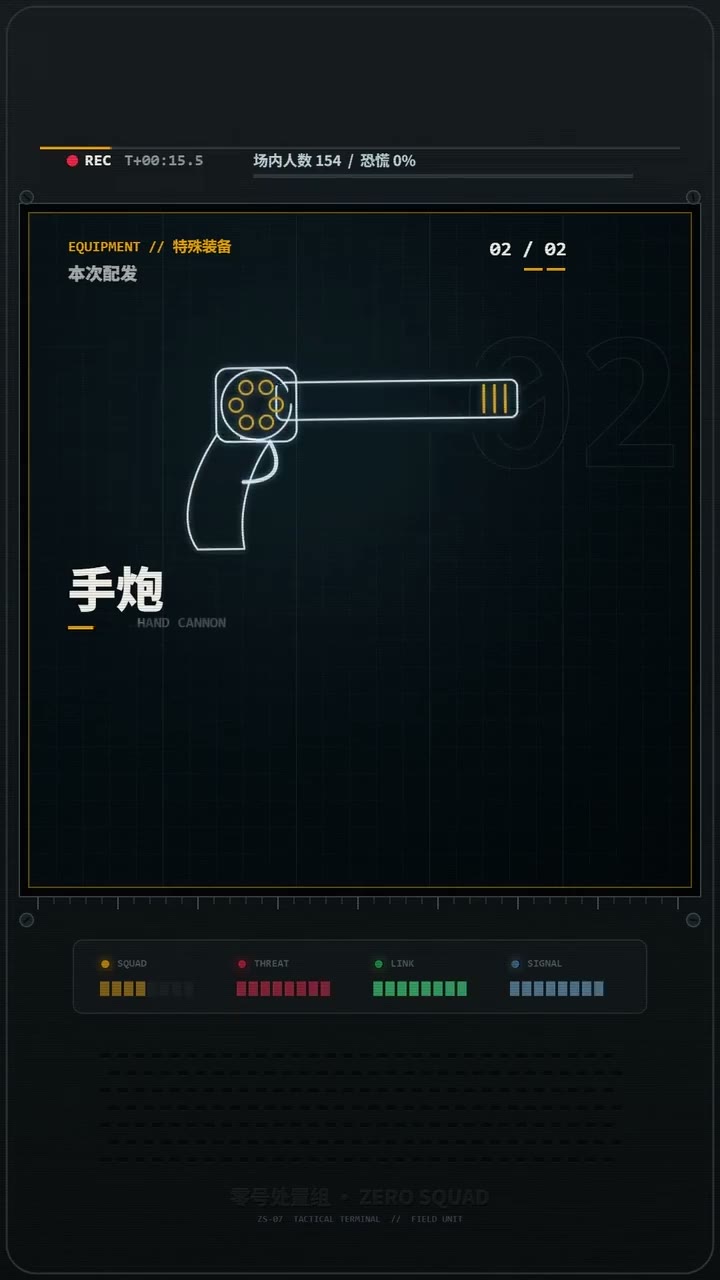 REC T+00:15.5 场内人数 154 / 恐慌 0%
EQUIPMENT // 特殊装备
02 / 02
本次配发
02
手炮
HAND CANNON
SQUAD THREAT LINK SIGNAL
零号处置组 · ZERO SQUAD
ZS-07 TACTICAL TERMINAL // FIELD UNIT